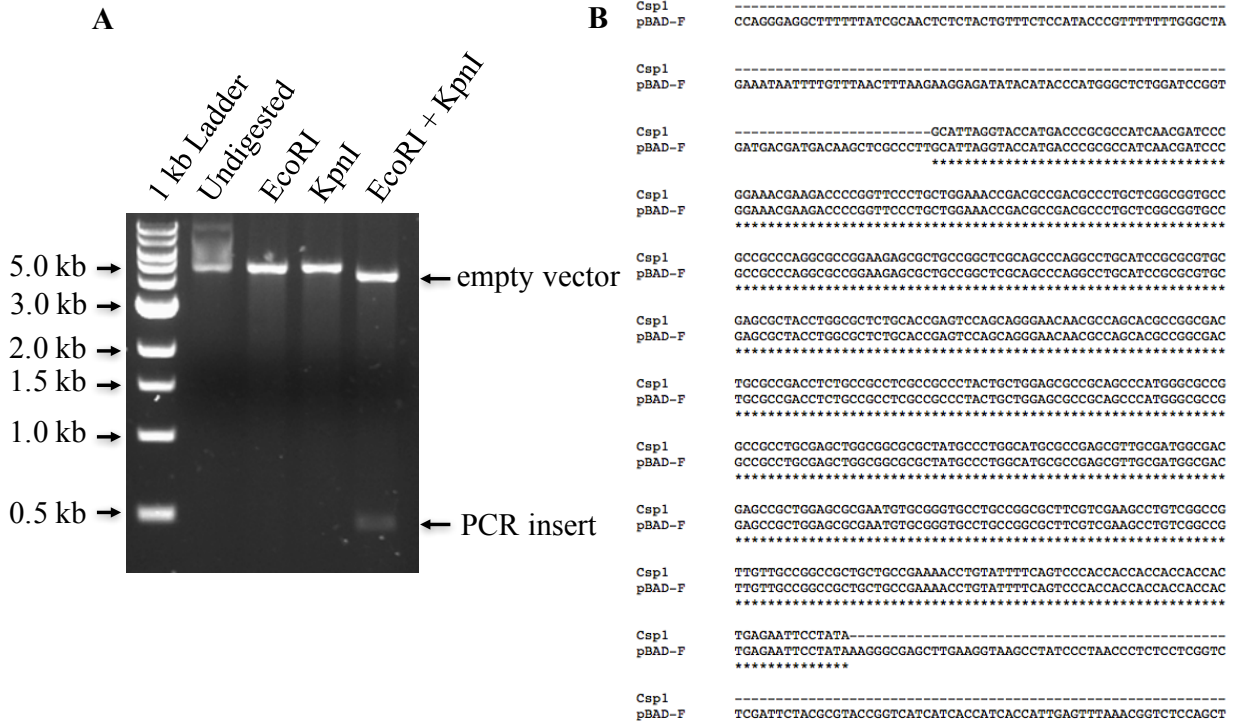 A
1 kb Ladder
Undigested
EcoRI
KpnI
EcoRI + KpnI
5.0 kb
3.0 kb
2.0 kb
1.5 kb
1.0 kb
0.5 kb
empty vector
PCR insert
B
Csp1 ----------------------------------------------------------------------
pBAD-F CCAGGGAGGCTTTTTTATCGCAACTCTCTACTGTTTCTCCATACCCGTTTTTTTGGGCTA
Csp1 ----------------------------------------------------------------------
pBAD-F GAAATAATTTTGTTTAACTTTAAGAAGGAGATATACATACCCATGGGCTCTGGATCCGGT
Csp1 ------------------------GCATTAGGTACCATGACCCGCGCCATCAACGATCCC
pBAD-F GATGACGATGACAAGCTCGCCCTTGCATTAGGTACCATGACCCGCGCCATCAACGATCCC
************************************
Csp1 GGAAACGAAGACCCCGGTTCCCTGCTGGAAACCGACGCCGACGCCCTGCTCGGCGGTGCC
pBAD-F GGAAACGAAGACCCCGGTTCCCTGCTGGAAACCGACGCCGACGCCCTGCTCGGCGGTGCC
************************************************************
Csp1 GCCGCCCAGGCGCCGGAAGAGCGCTGCCGGCTCGCAGCCCAGGCCTGCATCCGCGCGTGC
pBAD-F GCCGCCCAGGCGCCGGAAGAGCGCTGCCGGCTCGCAGCCCAGGCCTGCATCCGCGCGTGC
************************************************************
Csp1 GAGCGCTACCTGGCGCTCTGCACCGAGTCCAGCAGGGAACAACGCCAGCACGCCGGCGAC
pBAD-F GAGCGCTACCTGGCGCTCTGCACCGAGTCCAGCAGGGAACAACGCCAGCACGCCGGCGAC
************************************************************
Csp1 TGCGCCGACCTCTGCCGCCTCGCCGCCCTACTGCTGGAGCGCCGCAGCCCATGGGCGCCG
pBAD-F TGCGCCGACCTCTGCCGCCTCGCCGCCCTACTGCTGGAGCGCCGCAGCCCATGGGCGCCG
************************************************************
Csp1 GCCGCCTGCGAGCTGGCGGCGCGCTATGCCCTGGCATGCGCCGAGCGTTGCGATGGCGAC
pBAD-F GCCGCCTGCGAGCTGGCGGCGCGCTATGCCCTGGCATGCGCCGAGCGTTGCGATGGCGAC
************************************************************
Csp1 GAGCCGCTGGAGCGCGAATGTGCGGGTGCCTGCCGGCGCTTCGTCGAAGCCTGTCGGCCG
pBAD-F GAGCCGCTGGAGCGCGAATGTGCGGGTGCCTGCCGGCGCTTCGTCGAAGCCTGTCGGCCG
************************************************************
Csp1 TTGTTGCCGGCCGCTGCTGCCGAAAACCTGTATTTTCAGTCCCACCACCACCACCACCAC
pBAD-F TTGTTGCCGGCCGCTGCTGCCGAAAACCTGTATTTTCAGTCCCACCACCACCACCACCAC
************************************************************
Csp1 TGAGAATTCCTATA----------------------------------------------
pBAD-F TGAGAATTCCTATAAAGGGCGAGCTTGAAGGTAAGCCTATCCCTAACCCTCTCCTCGGTC
**************
Csp1 ------------------------------------------------------------
pBAD-F TCGATTCTACGCGTACCGGTCATCATCACCATCACCATTGAGTTTAAACGGTCTCCAGCT